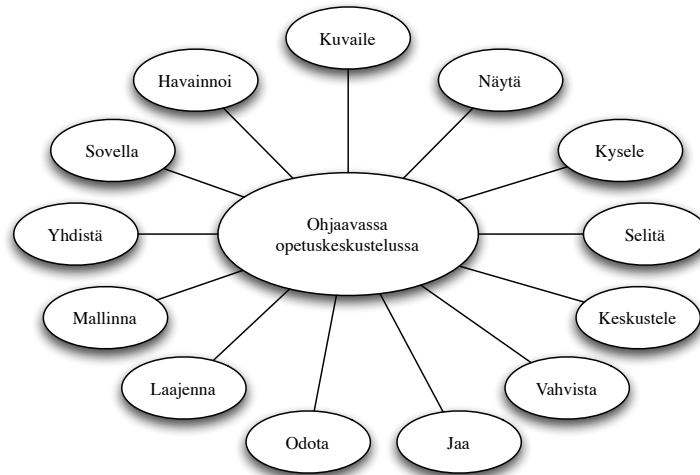 Kuvaile
Havainnoi
Näytä
Sovella
Kysele
Ohjaavassa
opetuskeskustelussa
Yhdistä
Selitä
Mallinna
Keskustele
Laajenna
Vahvista
Odota
Jaa